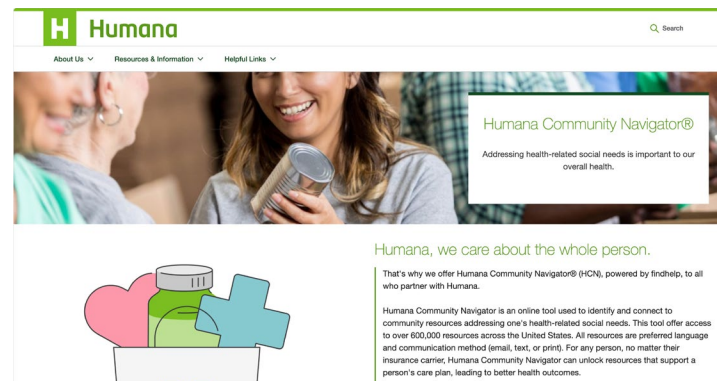 H Humana
Search
About Us Resources & Information Helpful Links
Humana Community Navigator®
Addressing health-related social needs is important to our
overall health.
Humana, we care about the whole person.
That's why we offer Humana Community Navigator® (HCN), powered by findhelp, to all
who partner with Humana.
Humana Community Navigator is an online tool used to identify and connect to
community resources addressing one's health-related social needs. This tool offer access
to over 600,000 resources across the United States. All resources are preferred language
and communication method (email, text, or print). For any person, no matter their
insurance carrier, Humana Community Navigator can unlock resources that support a
person's care plan, leading to better health outcomes.